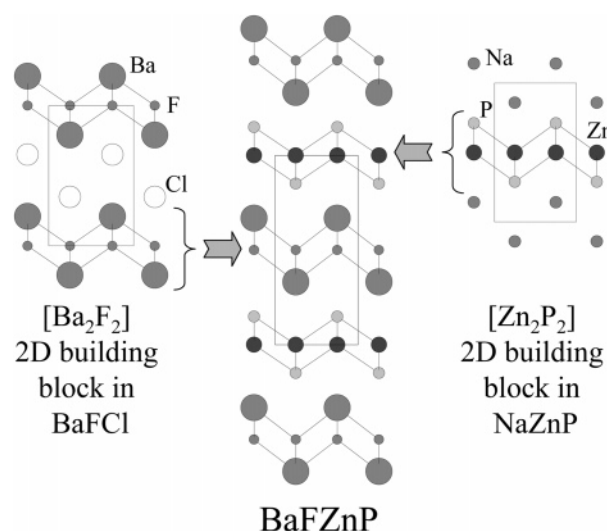 Ba
F
Cl
[Ba₂F₂]
2D building
block in
BaFCl
BaFZnP
Na
P
Zn
[Zn₂P₂]
2D building
block in
NaZnP